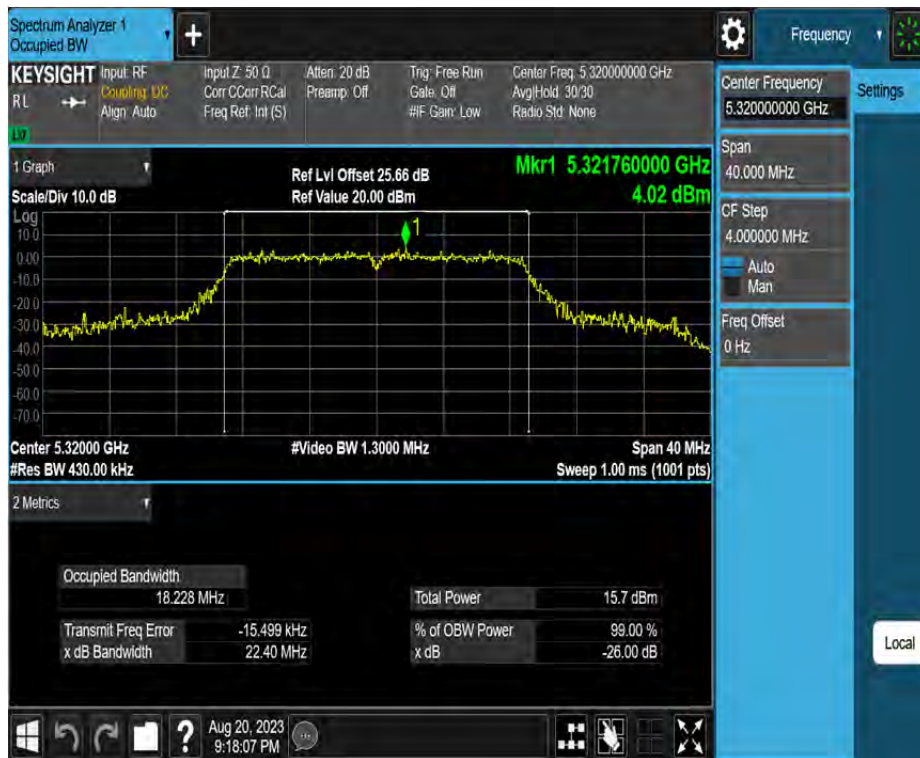 Spectrum Analyzer 1
Occupied BW
Frequency
KEYSIGHT
RL
Input: RF
Coupling: DC
Align: Auto
Input Z: 50 Ω
Corr CCorr RCal
Freq Ref: Int (S)
Atten: 20 dB
Preamp: Off
Trig: Free Run
Gate: Off
#IF Gain: Low
Center Freq: 5.320000000 GHz
Avg|Hold: 30/30
Radio Std: None
Center Frequency
5.320000000 GHz
Settings
Span
40.000 MHz
CF Step
4.000000 MHz
Auto
Man
Freq Offset
0 Hz
1 Graph
Scale/Div 10.0 dB
Ref Lvl Offset 25.66 dB
Ref Value 20.00 dBm
Mkr1 5.321760000 GHz
4.02 dBm
Log
10.0
0.00
-10.0
-20.0
-30.0
-40.0
-50.0
-60.0
-70.0
1
Center 5.32000 GHz
#Video BW 1.3000 MHz
Span 40 MHz
#Res BW 430.00 kHz
Sweep 1.00 ms (1001 pts)
2 Metrics
Occupied Bandwidth
18.228 MHz
Total Power 15.7 dBm
Transmit Freq Error -15.499 kHz
% of OBW Power 99.00 %
x dB Bandwidth 22.40 MHz
x dB -26.00 dB
Local
?
Aug 20, 2023
9:18:07 PM